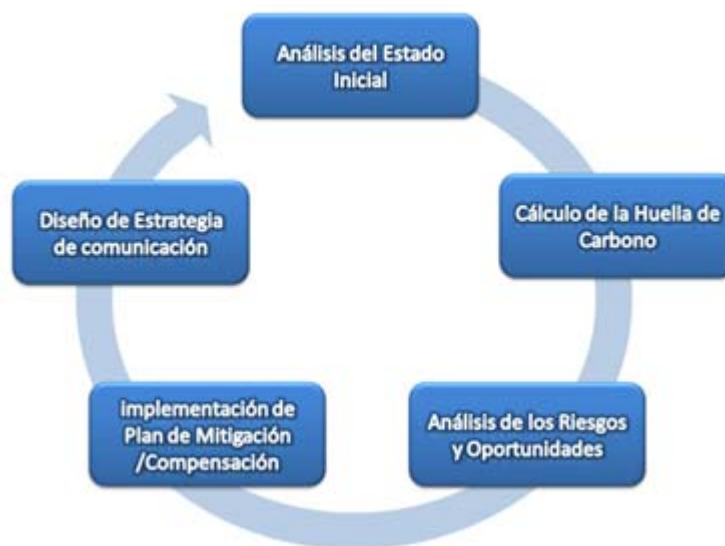 Análisis del Estado
Inicial
Cálculo de la Huella de
Carbono
Análisis de los Riesgos
y Oportunidades
implementación de
Plan de Mitigación
/Compensación
Diseño de Estrategia
de comunicación